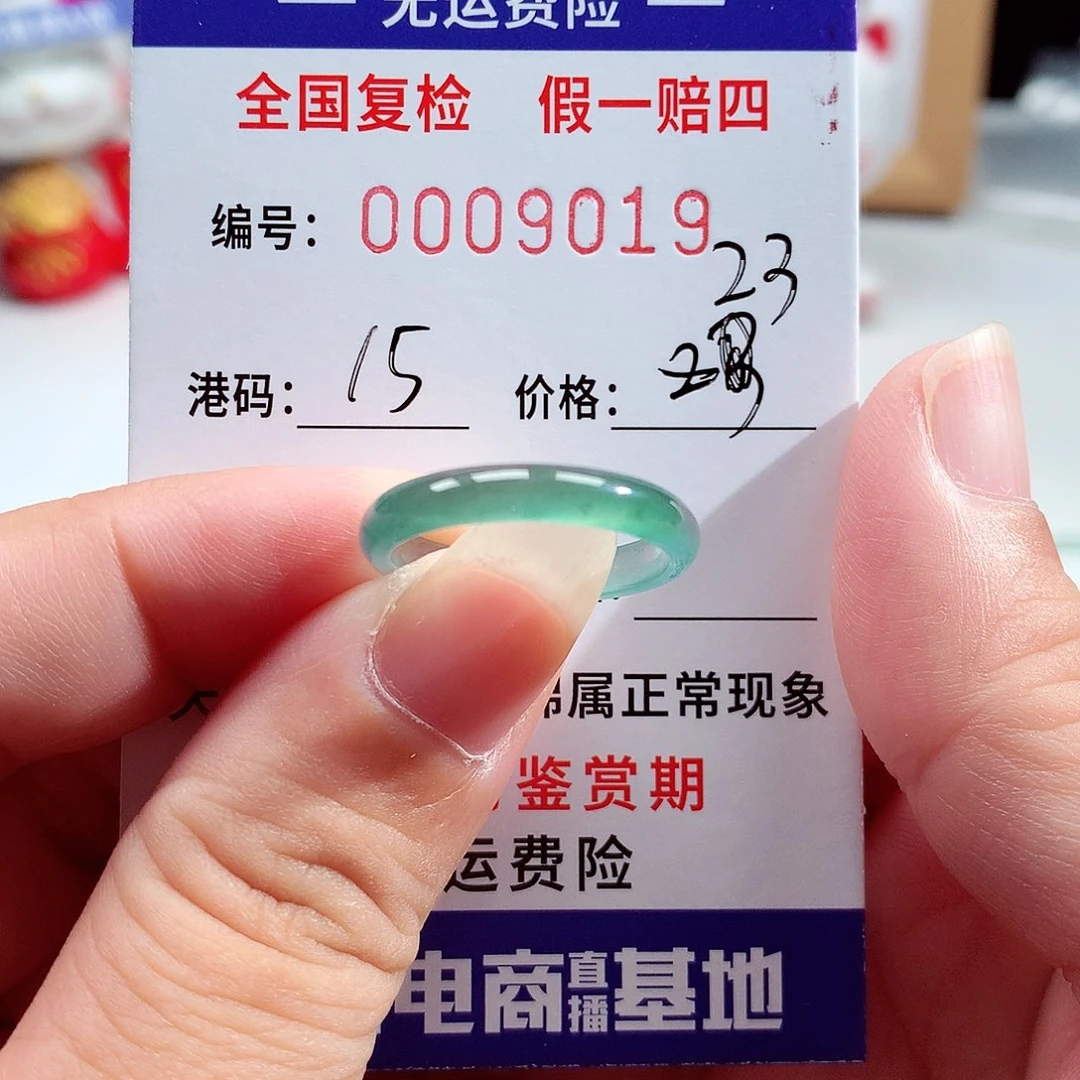 无运费险
全国复检 假一赔四
编号: 0009019
23
港码: 15 价格:
属正常现象
鉴赏期
运费险
电商直播基地